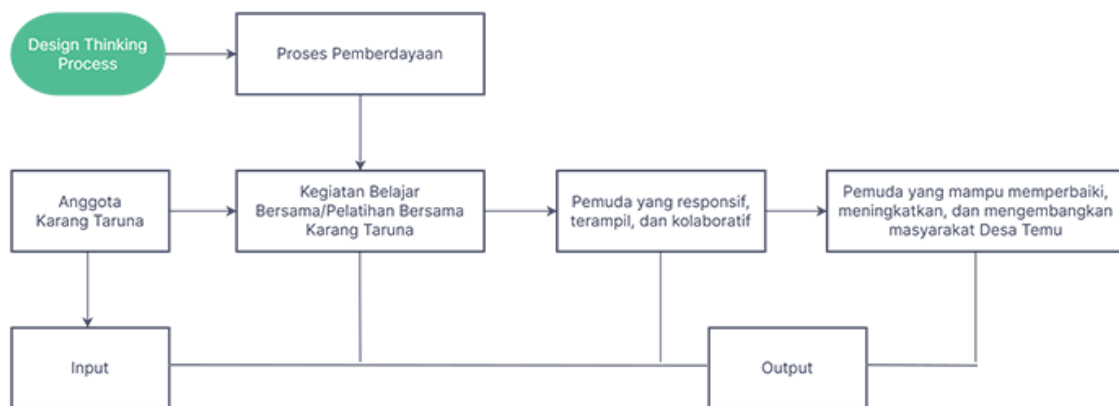 Design Thinking
Process
Proses Pemberdayaan
Anggota
Karang Taruna
Kegiatan Belajar
Bersama/Pelatihan Bersama
Karang Taruna
Pemuda yang responsif,
terampil, dan kolaboratif
Pemuda yang mampu memperbaiki,
meningkatkan, dan mengembangkan
masyarakat Desa Temu
Input
Output